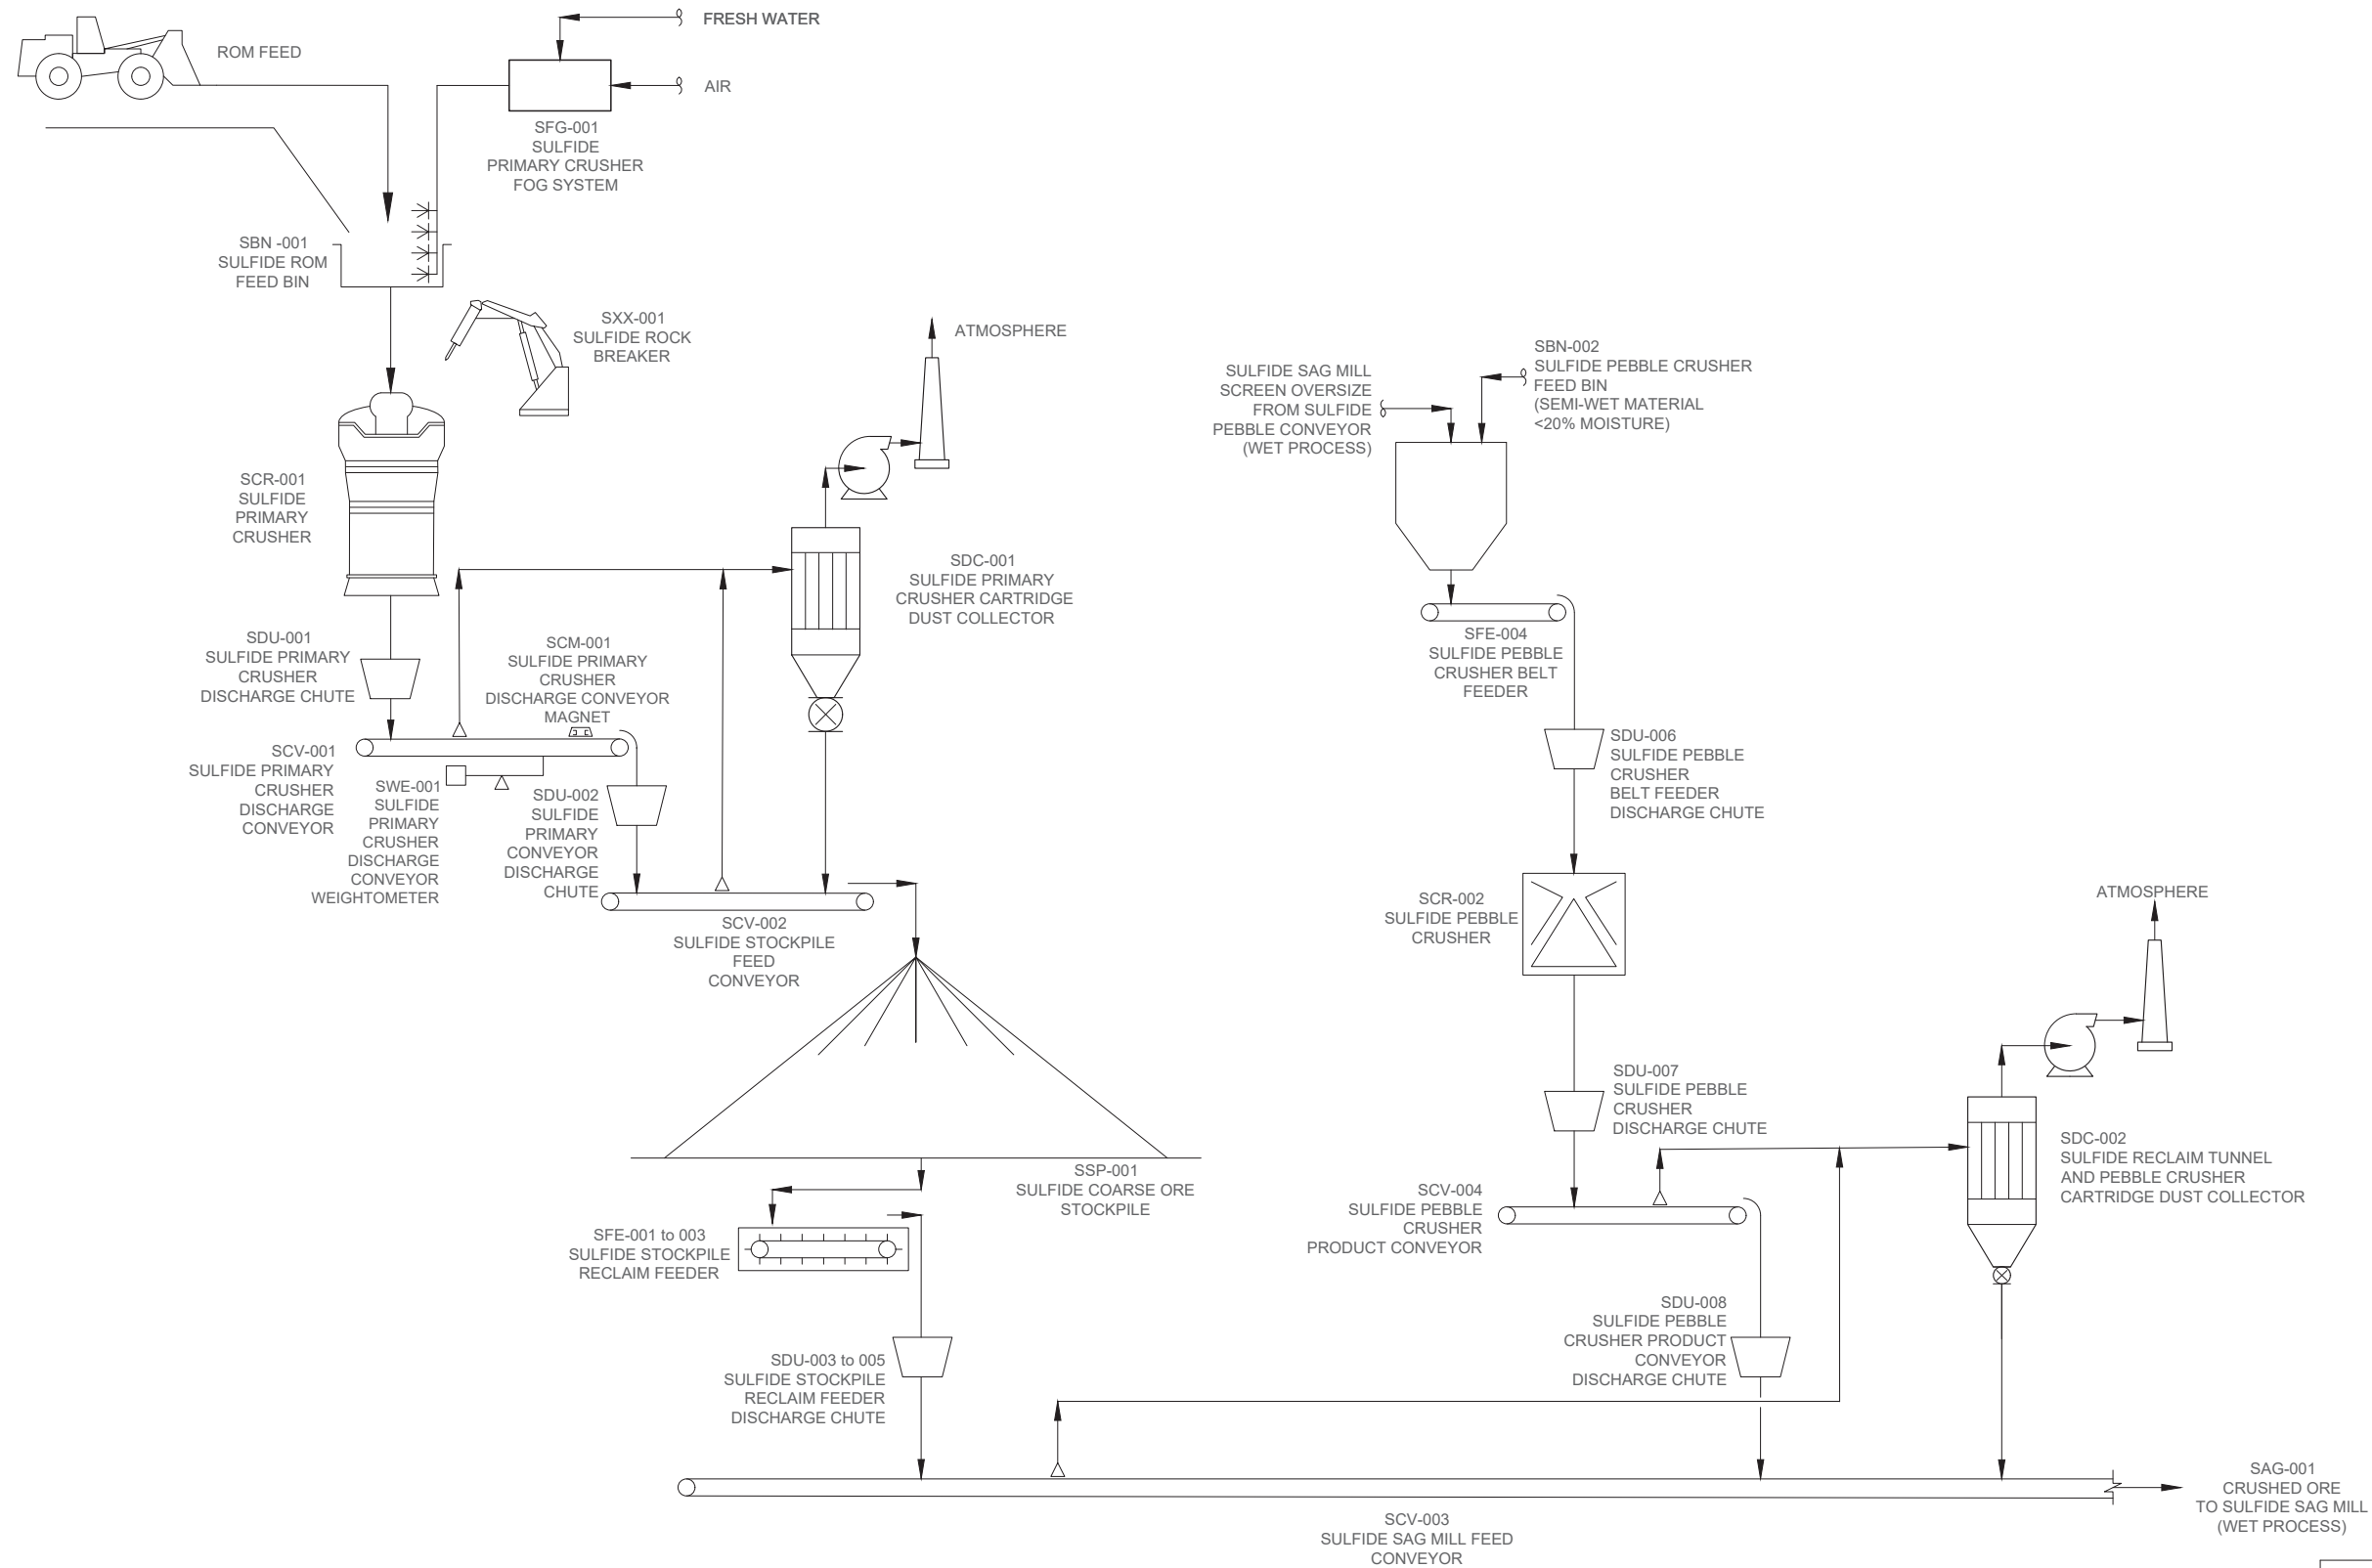 ROM FEED
FRESH WATER
AIR
SFG-001
SULFIDE
PRIMARY CRUSHER
FOG SYSTEM
SBN -001
SULFIDE ROM
FEED BIN
SXX-001
SULFIDE ROCK
BREAKER
ATMOSPHERE
SCR-001
SULFIDE
PRIMARY
CRUSHER
SDC-001
SULFIDE PRIMARY
CRUSHER CARTRIDGE
DUST COLLECTOR
SDU-001
SULFIDE PRIMARY
CRUSHER
DISCHARGE CHUTE
SCM-001
SULFIDE PRIMARY
CRUSHER
DISCHARGE CONVEYOR
MAGNET
SCV-001
SULFIDE PRIMARY
CRUSHER
DISCHARGE
CONVEYOR
SWE-001
SULFIDE
PRIMARY
CRUSHER
DISCHARGE
CONVEYOR
WEIGHTOMETER
SDU-002
SULFIDE
PRIMARY
CONVEYOR
DISCHARGE
CHUTE
SCV-002
SULFIDE STOCKPILE
FEED
CONVEYOR
SSP-001
SULFIDE COARSE ORE
STOCKPILE
SFE-001 to 003
SULFIDE STOCKPILE
RECLAIM FEEDER
SDU-003 to 005
SULFIDE STOCKPILE
RECLAIM FEEDER
DISCHARGE CHUTE
SULFIDE SAG MILL
SCREEN OVERSIZE
FROM SULFIDE
PEBBLE CONVEYOR
(WET PROCESS)
SBN-002
SULFIDE PEBBLE CRUSHER
FEED BIN
(SEMI-WET MATERIAL
<20% MOISTURE)
SFE-004
SULFIDE PEBBLE
CRUSHER BELT
FEEDER
SDU-006
SULFIDE PEBBLE
CRUSHER
BELT FEEDER
DISCHARGE CHUTE
SCR-002
SULFIDE PEBBLE
CRUSHER
ATMOSPHERE
SDU-007
SULFIDE PEBBLE
CRUSHER
DISCHARGE CHUTE
SDC-002
SULFIDE RECLAIM TUNNEL
AND PEBBLE CRUSHER
CARTRIDGE DUST COLLECTOR
SCV-004
SULFIDE PEBBLE
CRUSHER
PRODUCT CONVEYOR
SDU-008
SULFIDE PEBBLE
CRUSHER PRODUCT
CONVEYOR
DISCHARGE CHUTE
SCV-003
SULFIDE SAG MILL FEED
CONVEYOR
SAG-001
CRUSHED ORE
TO SULFIDE SAG MILL
(WET PROCESS)